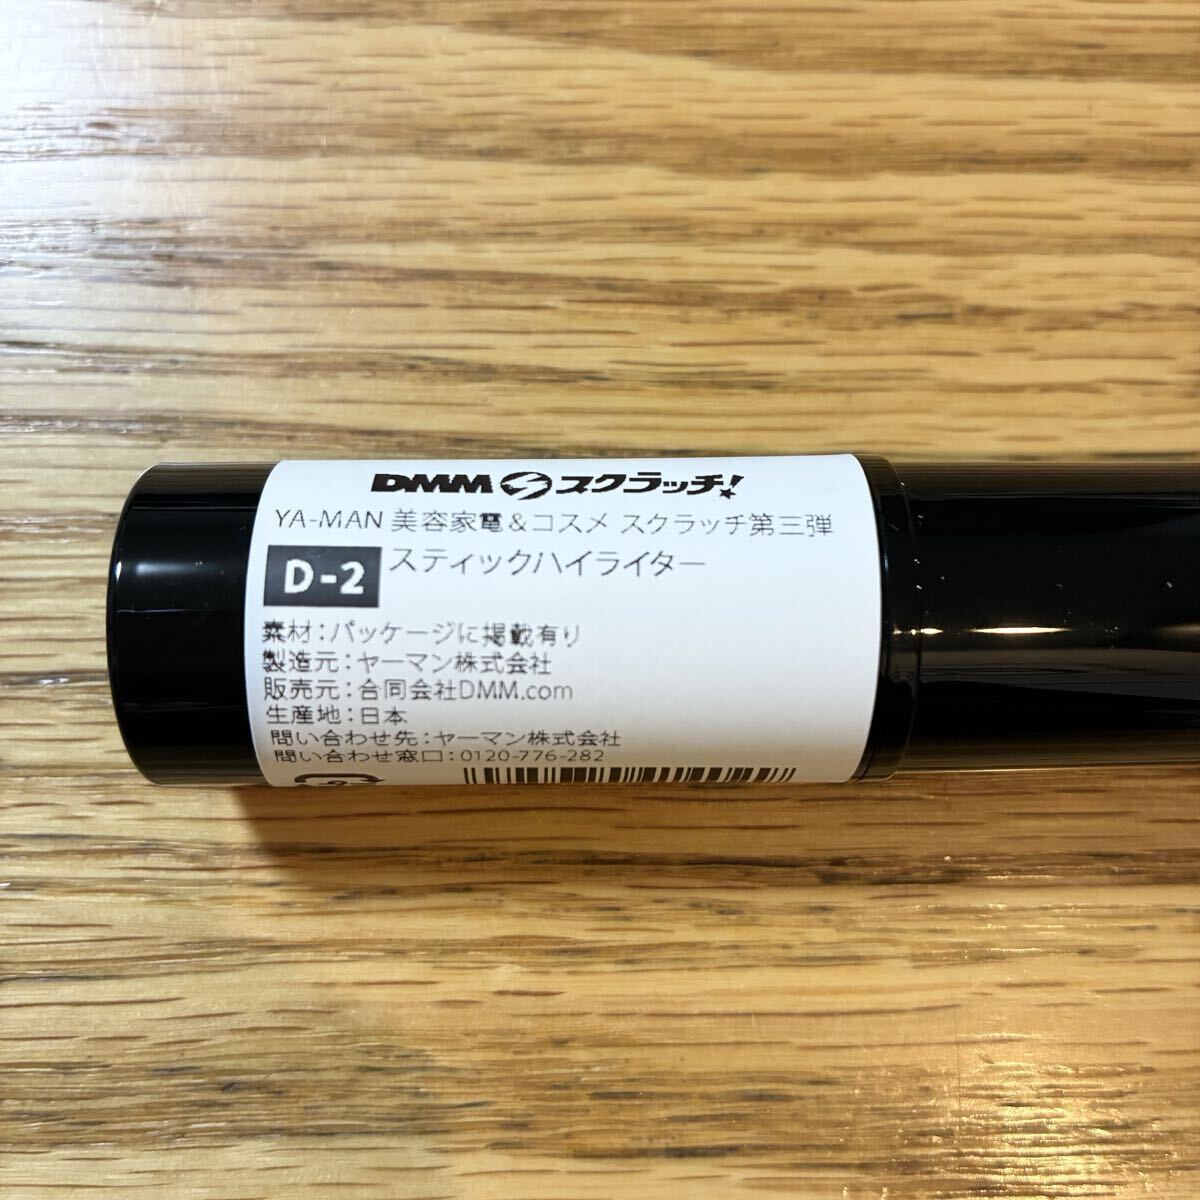 DMM スクラッチ!
YA-MAN 美容家電&コスメ スクラッチ第三弾
D-2 スティックハイライター
素材:パッケージに掲載有り
製造元:ヤーマン株式会社
販売元:合同会社DMM.com
生産地:日本
問い合わせ先:ヤーマン株式会社
問い合わせ窓口:0120-776-282